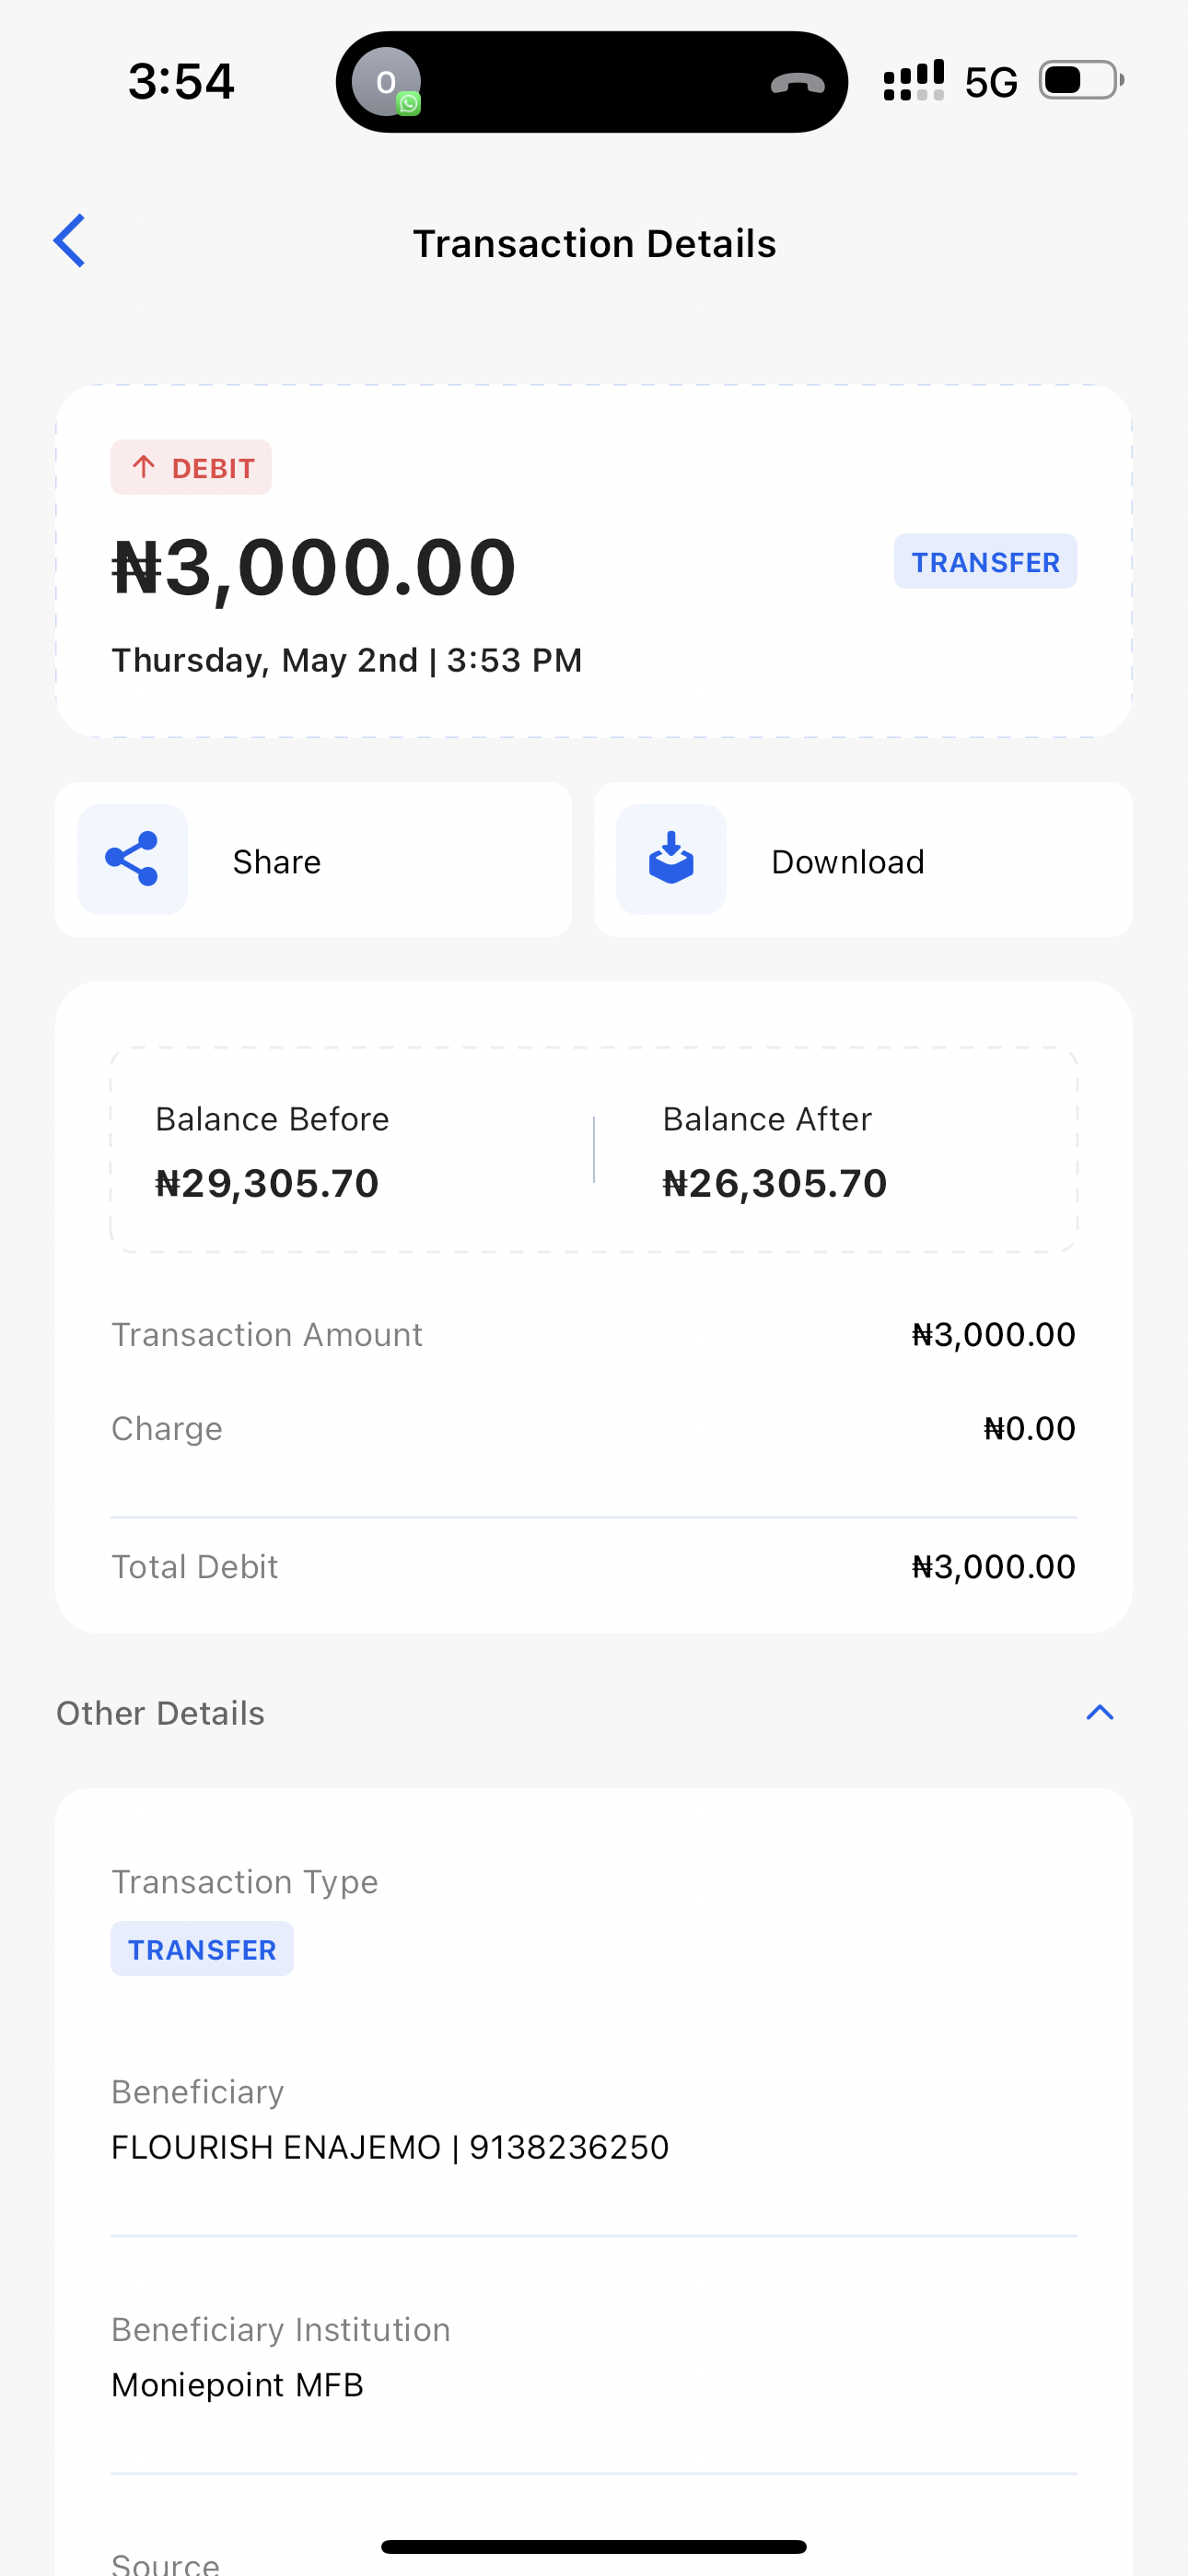 3:54
0
5G
Transaction Details
DEBIT
₦3,000.00
TRANSFER
Thursday, May 2nd | 3:53 PM
Share
Download
Balance Before
Balance After
₦29,305.70
₦26,305.70
Transaction Amount
₦3,000.00
Charge
₦0.00
Total Debit
₦3,000.00
Other Details
Transaction Type
TRANSFER
Beneficiary
FLOURISH ENAJEMO | 9138236250
Beneficiary Institution
Moniepoint MFB
Source